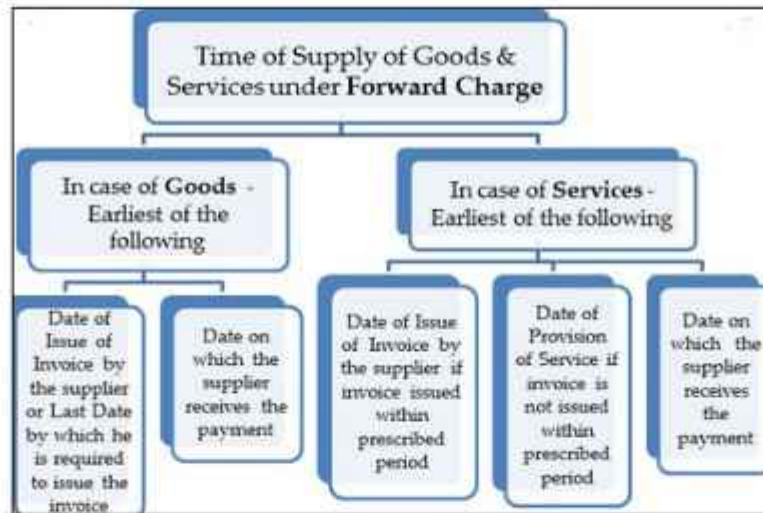 Time of Supply of Goods &
Services under Forward Charge
In case of Goods -
Earliest of the
following
In case of Services -
Earliest of the following
Date of
Issue of
Invoice by
the supplier
or Last Date
by which he
is required
to issue the
invoice
Date on
which the
supplier
receives the
payment
Date of Issue
of Invoice by
the supplier if
invoice issued
within
prescribed
period
Date of
Provision
of Service if
invoice is
not issued
within
prescribed
period
Date on
which the
supplier
receives
the
payment